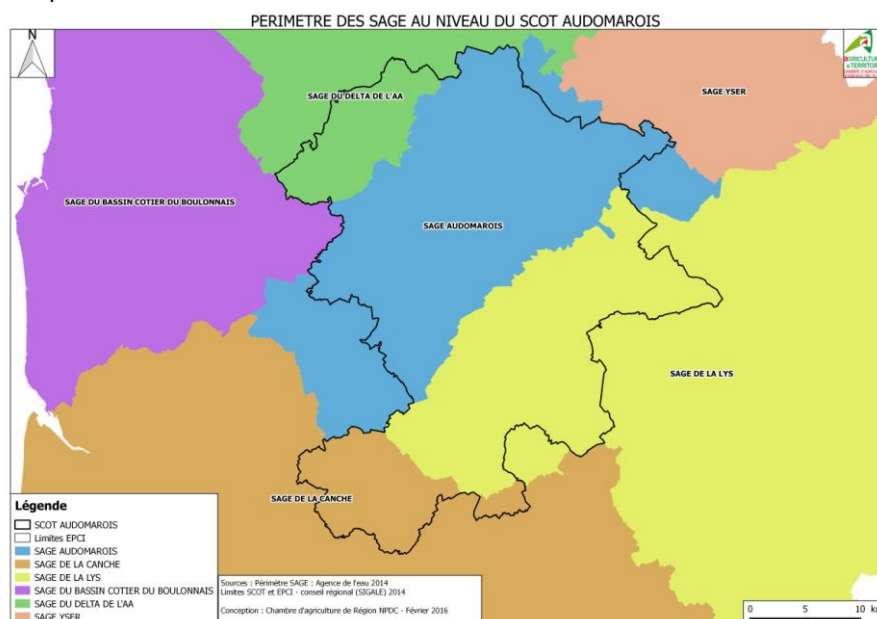 PERIMETRE DES SAGE AU NIVEAU DU SCOT AUDOMAROIS
N
SAGE DU DELTA DE L'AA
SAGE YSER
SAGE DU BASSIN COTIER DU BOULONNAIS
SAGE AUDOMAROIS
SAGE DE LA LYS
SAGE DE LA CANCHE
Légende
SCOT AUDOMAROIS
Limites EPCI
SAGE AUDOMAROIS
SAGE DE LA CANCHE
SAGE DE LA LYS
SAGE DU BASSIN COTIER DU BOULONNAIS
SAGE DU DELTA DE L'AA
SAGE YSER
Sources : Périmètre SAGE : Agence de l'eau 2014
Limites SCOT et EPCI - conseil régional (SIGALE) 2014
Conception : Chambre d'agriculture de Région NPDC - Février 2016
0 5 10